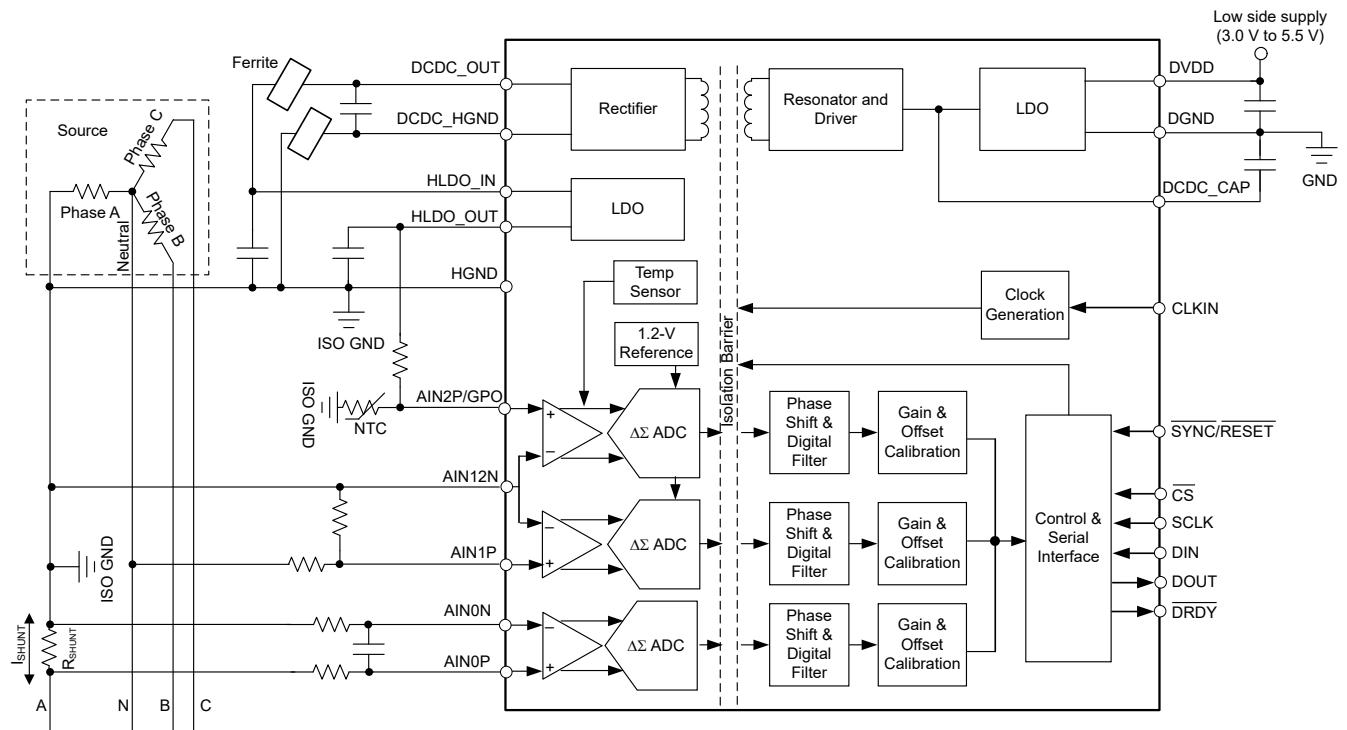 Low side supply
(3.0 V to 5.5 V)
Ferrite
DCDC_OUT
DVDD
Rectifier
Resonator and
Driver
LDO
DCDC_HGND
DGND
GND
DCDC_CAP
Source
Phase C
Phase A
Phase B
Neutral
HLDO_IN
HLDO_OUT
LDO
HGND
ISO GND
Temp
Sensor
Clock
Generation
CLKIN
1.2-V
Reference
Isolation Barrier
ISO GND
NTC
AIN2P/GPO
+
−
ΔΣ ADC
Phase
Shift &
Digital
Filter
Gain &
Offset
Calibration
SYNC/RESET
AIN12N
−
+
ΔΣ ADC
Phase
Shift &
Digital
Filter
Gain &
Offset
Calibration
Control &
Serial
Interface
CS
SCLK
DIN
DOUT
DRDY
AIN1P
ISO GND
AIN0N
AIN0P
−
+
ΔΣ ADC
Phase
Shift &
Digital
Filter
Gain &
Offset
Calibration
ISHUNT
RSHUNT
A
N
B
C